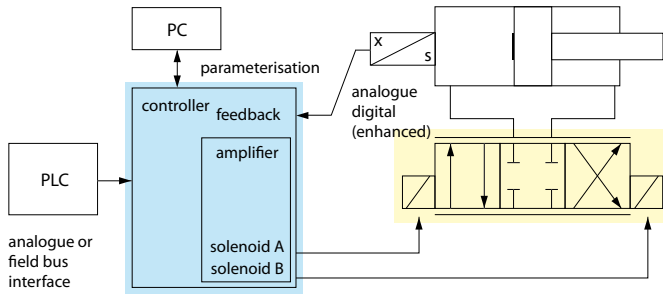 PC
parameterisation
controller
feedback
amplifier
solenoid A
solenoid B
PLC
analogue or
field bus
interface
x
s
analogue
digital
(enhanced)